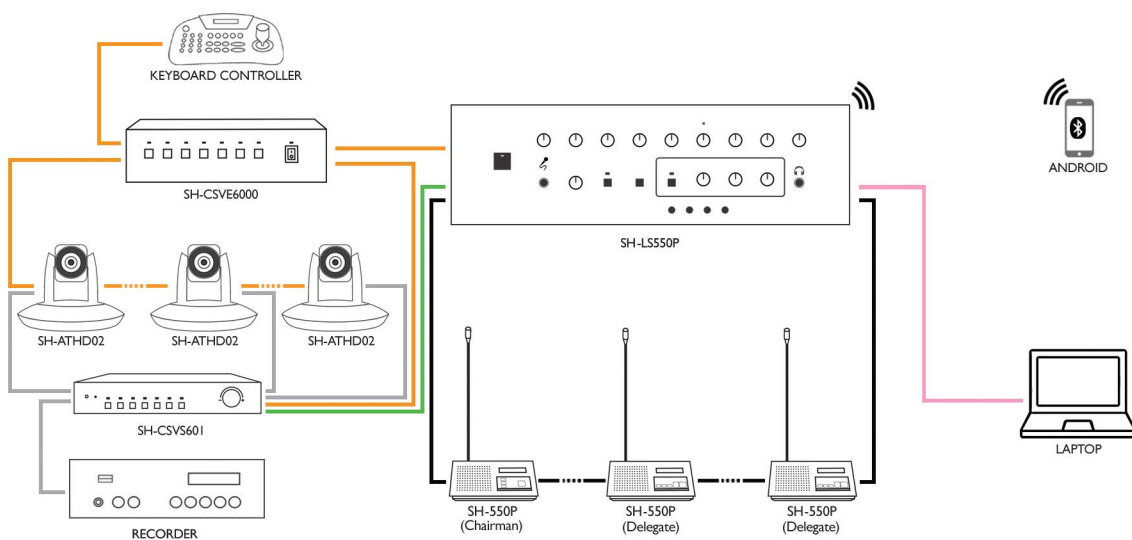 KEYBOARD CONTROLLER
SH-CSVE6000
SH-LS550P
ANDROID
SH-ATHD02
SH-ATHD02
SH-ATHD02
SH-CSVS601
RECORDER
SH-550P
(Chairman)
SH-550P
(Delegate)
SH-550P
(Delegate)
LAPTOP